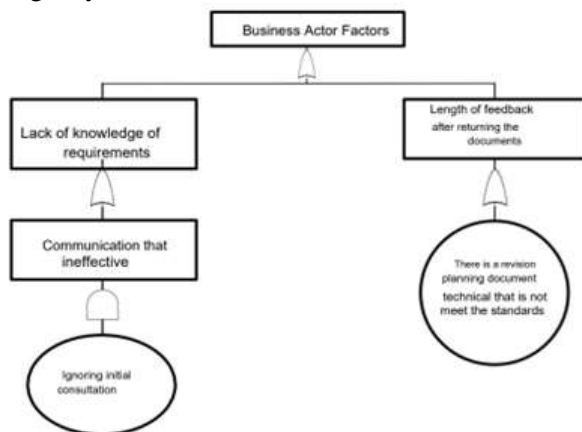 Business Actor Factors
Lack of knowledge of
requirements
Length of feedback
after returning the
documents
Communication that
ineffective
There is a revision
planning document
technical that is not
meet the standards
Ignoring initial
consultation